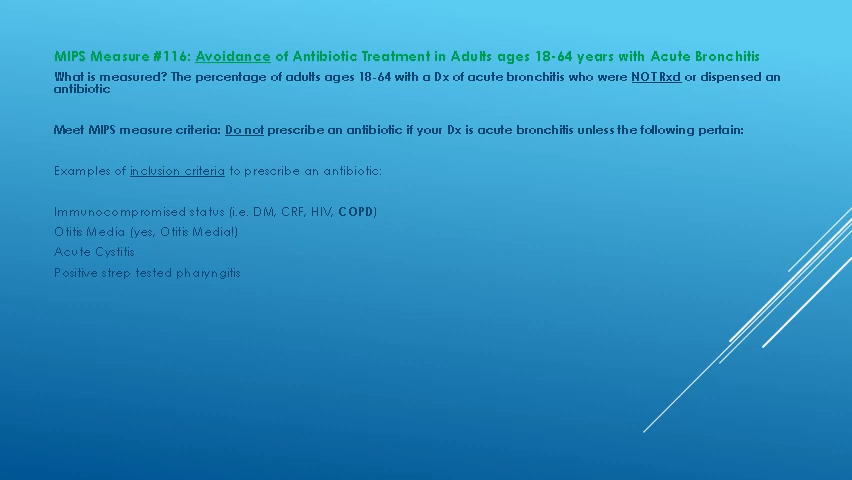 MIPS Measure #116: Avoidance of Antibiotic Treatment in Adults ages 18-64 years with Acute Bronchitis
What is measured? The percentage of adults ages 18-64 with a Dx of acute bronchitis who were NOT Rxd or dispensed an
antibiotic
Meet MIPS measure criteria: Do not prescribe an antibiotic if your Dx is acute bronchitis unless the following pertain:
Examples of inclusion criteria to prescribe an antibiotic:
Immunocompromised status (i.e. DM, CRF, HIV, COPD)
Otitis Media (yes, Otitis Media!)
Acute Cystitis
Positive strep tested pharyngitis